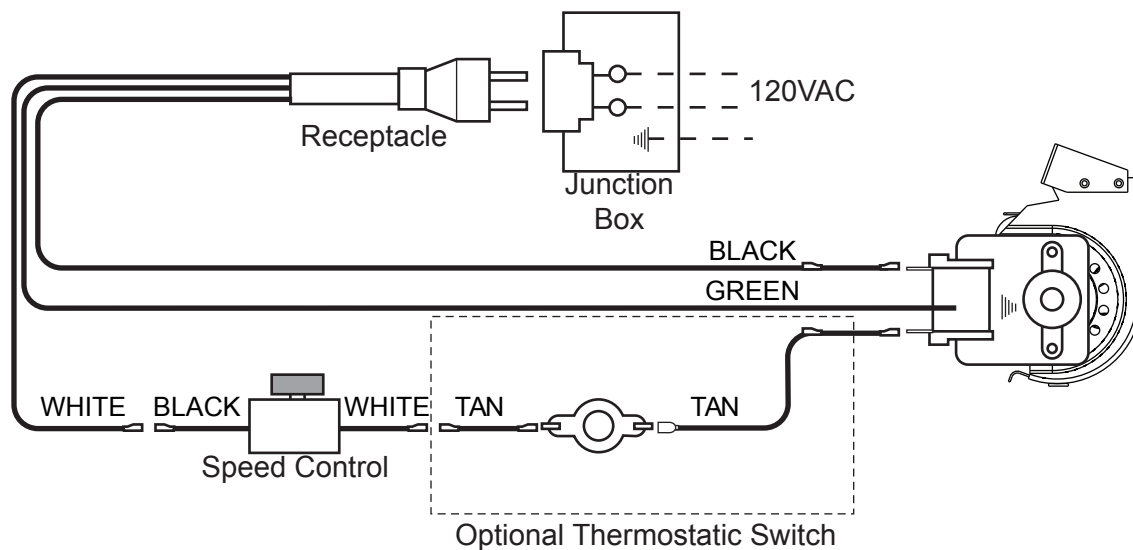 120VAC
Receptacle
Junction
Box
BLACK
GREEN
WHITE
BLACK
WHITE
TAN
TAN
Speed Control
Optional Thermostatic Switch